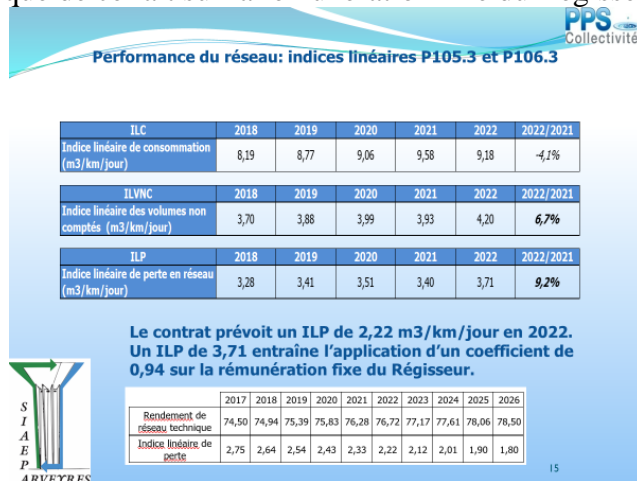 PPS
Collectivité
Performance du réseau: indices linéaires P105.3 et P106.3
ILC 2018 2019 2020 2021 2022 2022/2021
Indice linéaire de consommation
(m3/km/jour) 8,19 8,77 9,06 9,58 9,18 -4,1%
ILVNC 2018 2019 2020 2021 2022 2022/2021
Indice linéaire des volumes non
comptés (m3/km/jour) 3,70 3,88 3,99 3,93 4,20 6,7%
ILP 2018 2019 2020 2021 2022 2022/2021
Indice linéaire de perte en réseau
(m3/km/jour) 3,28 3,41 3,51 3,40 3,71 9,2%
Le contrat prévoit un ILP de 2,22 m3/km/jour en 2022.
Un ILP de 3,71 entraîne l’application d’un coefficient de
0,94 sur la rémunération fixe du Régisseur.
2017 2018 2019 2020 2021 2022 2023 2024 2025 2026
Rendement de
réseau technique 74,50 74,94 75,39 75,83 76,28 76,72 77,17 77,61 78,06 78,50
Indice linéaire de
perte 2,75 2,64 2,54 2,43 2,33 2,22 2,12 2,01 1,90 1,80
S
I
A
E
P
ARVEYRES
15